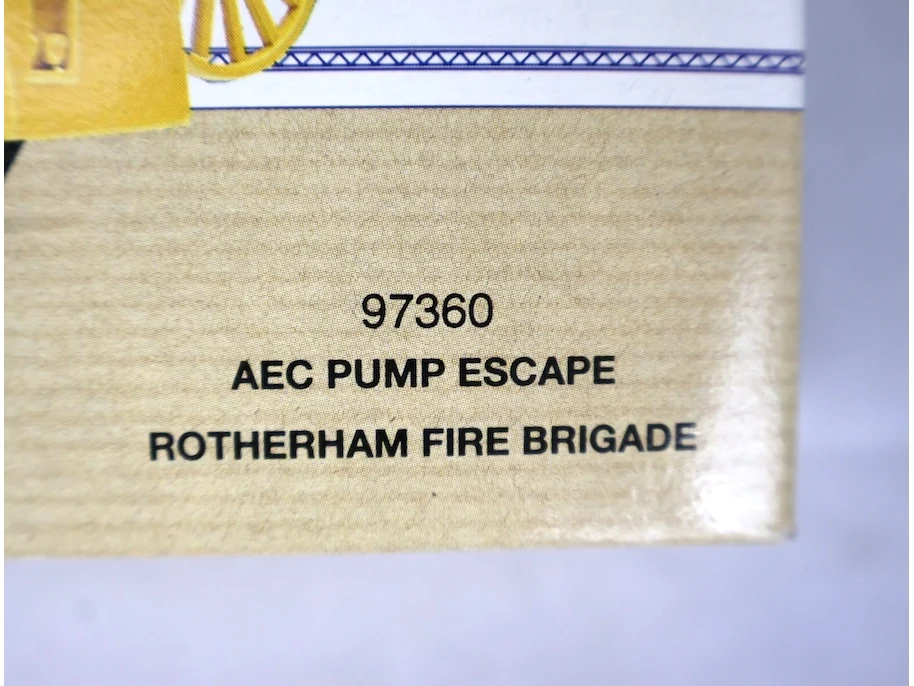 97360
AEC PUMP ESCAPE
ROTHERHAM FIRE BRIGADE